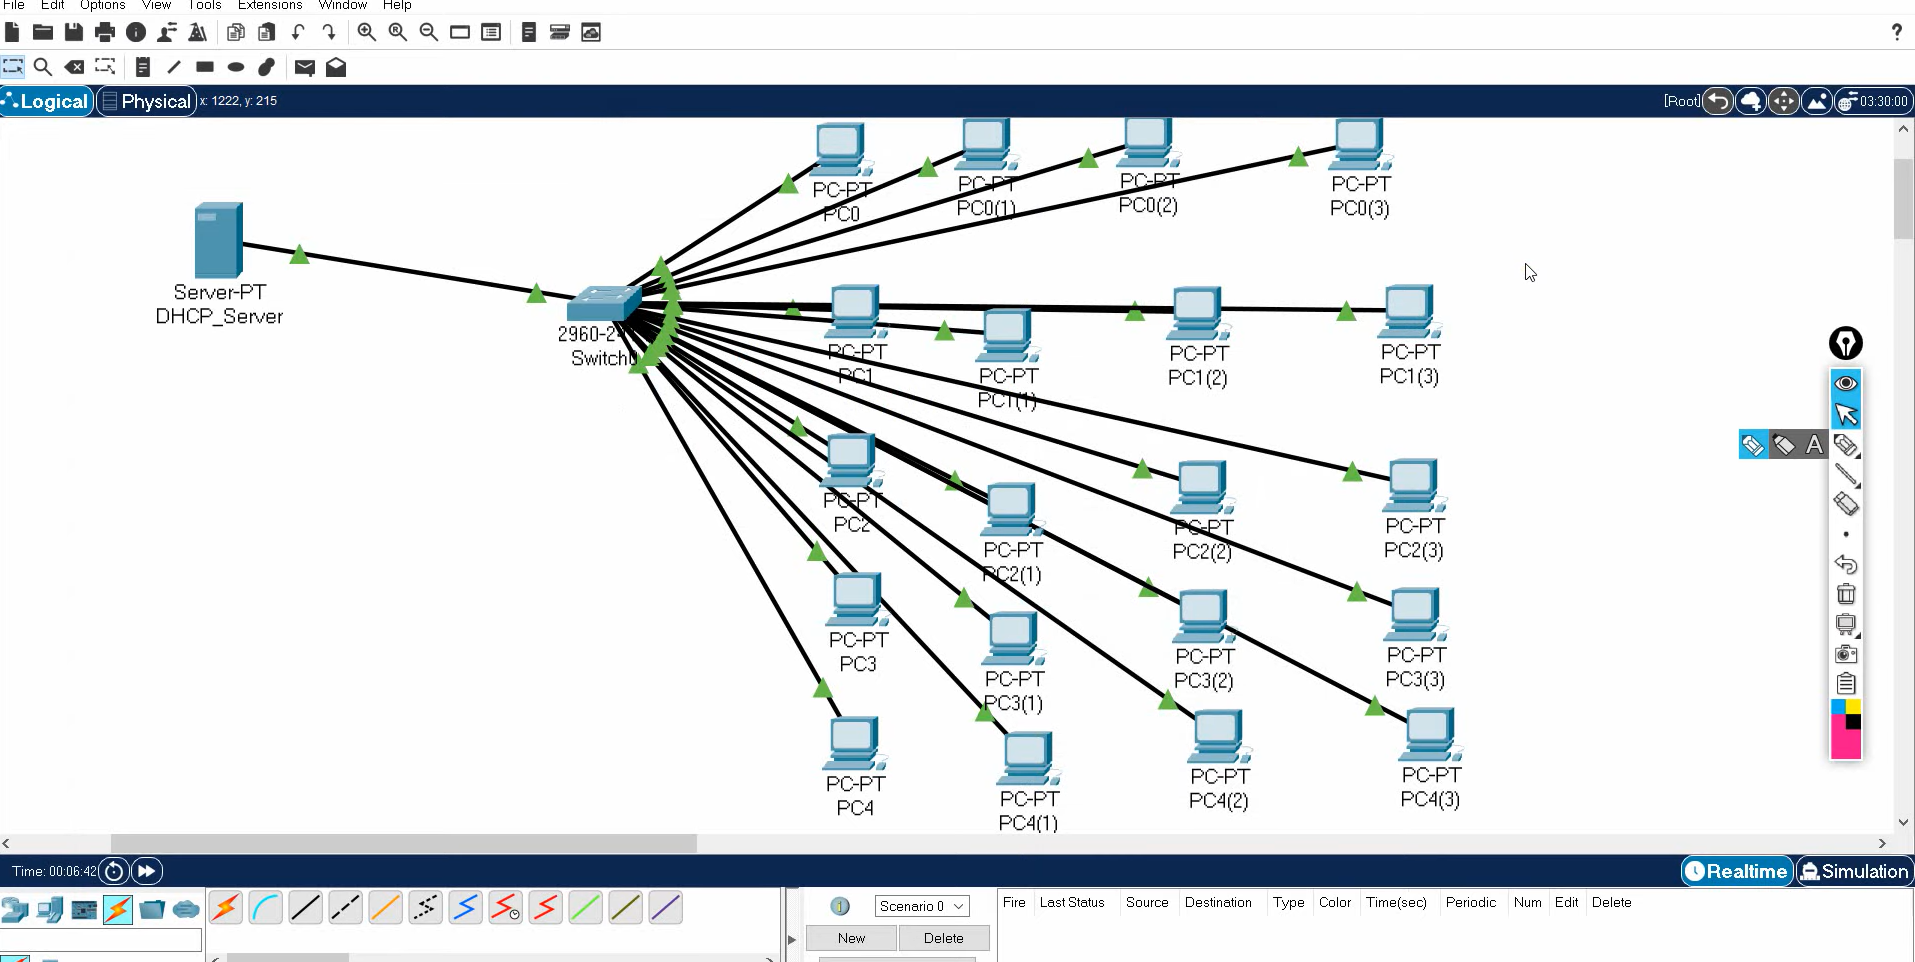 File Edit Options View Tools Extensions Window Help
?
Logical Physical x: 1222, y: 215 [Root] 03:30:00
PC-PT
PC0
PC-PT
PC0(1)
PC-PT
PC0(2)
PC-PT
PC0(3)
Server-PT
DHCP_Server
2960-24
Switch0
PC-PT
PC1
PC-PT
PC1(1)
PC-PT
PC1(2)
PC-PT
PC1(3)
A
PC-PT
PC2
PC-PT
PC2(1)
PC-PT
PC2(2)
PC-PT
PC2(3)
PC-PT
PC3
PC-PT
PC3(1)
PC-PT
PC3(2)
PC-PT
PC3(3)
PC-PT
PC4
PC-PT
PC4(1)
PC-PT
PC4(2)
PC-PT
PC4(3)
Time: 00:06:42 Realtime Simulation
Scenario 0
New Delete
Fire Last Status Source Destination Type Color Time(sec) Periodic Num Edit Delete